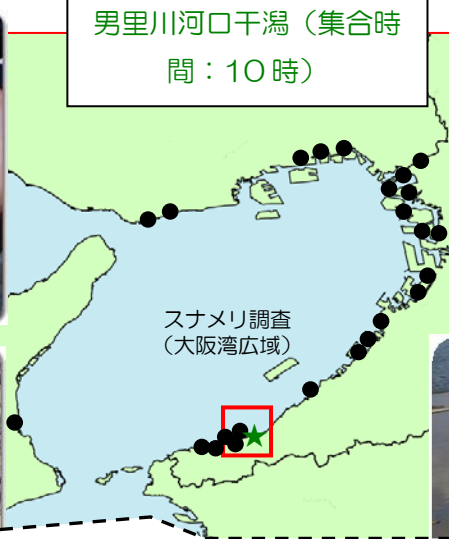 男里川河口干潟（集合時
間：10時）
スナメリ調査
（大阪湾広域）